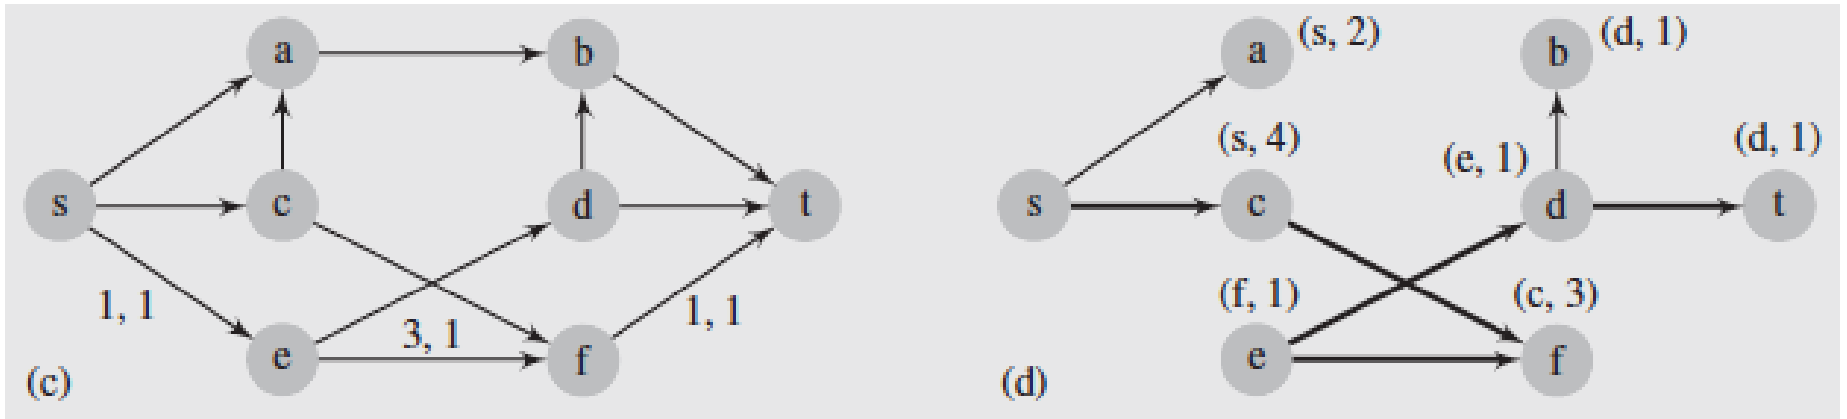 a
b
s
c
d
t
1, 1
3, 1
1, 1
e
f
(c)
a
(s, 2)
b
(d, 1)
(s, 4)
(e, 1)
(d, 1)
s
c
d
t
(f, 1)
(c, 3)
e
f
(d)